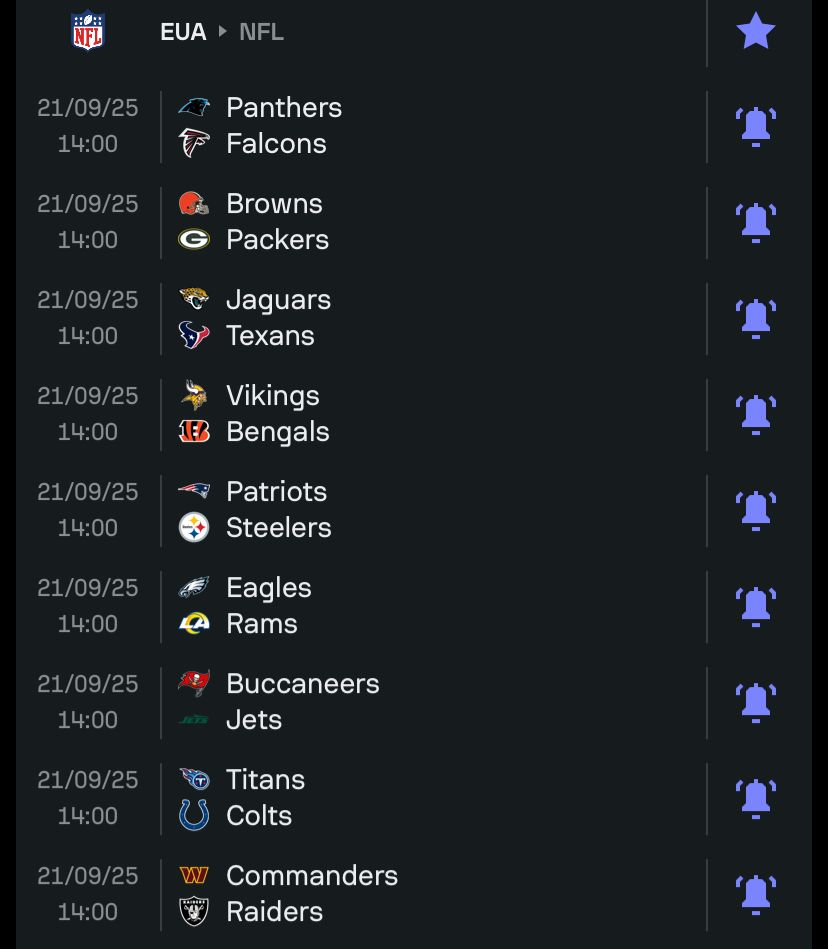 NFL
EUA ▸ NFL
21/09/25 Panthers
14:00 Falcons
21/09/25 Browns
14:00 Packers
21/09/25 Jaguars
14:00 Texans
21/09/25 Vikings
14:00 Bengals
21/09/25 Patriots
14:00 Steelers
21/09/25 Eagles
14:00 Rams
21/09/25 Buccaneers
14:00 JETS Jets
21/09/25 Titans
14:00 Colts
21/09/25 Commanders
14:00 RAIDERS Raiders